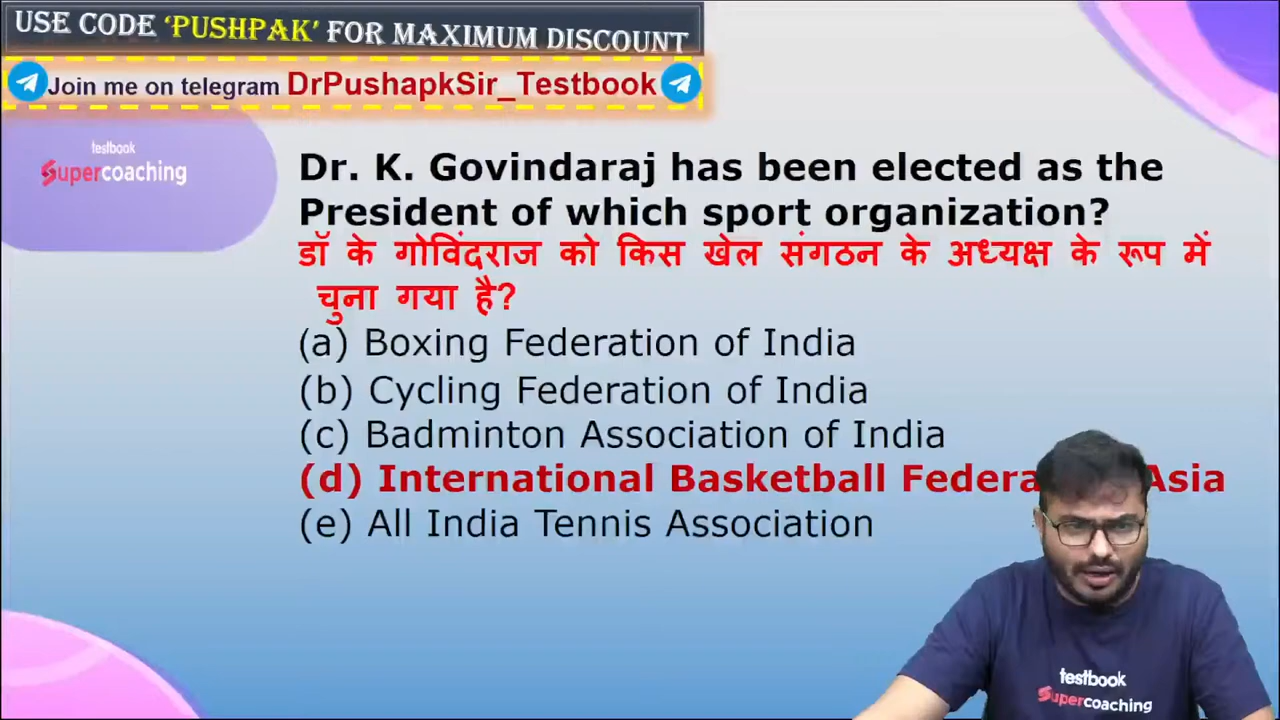 USE CODE ‘PUSHPAK’ FOR MAXIMUM DISCOUNT
Join me on telegram DrPushapkSir_Testbook
testbook
Supercoaching
Dr. K. Govindaraj has been elected as the
President of which sport organization?
डॉ के गोविंदराज को किस खेल संगठन के अध्यक्ष के रूप में
चुना गया है?
(a) Boxing Federation of India
(b) Cycling Federation of India
(c) Badminton Association of India
(d) International Basketball Asia
(e) All India Tennis Association
testbook
Supercoaching